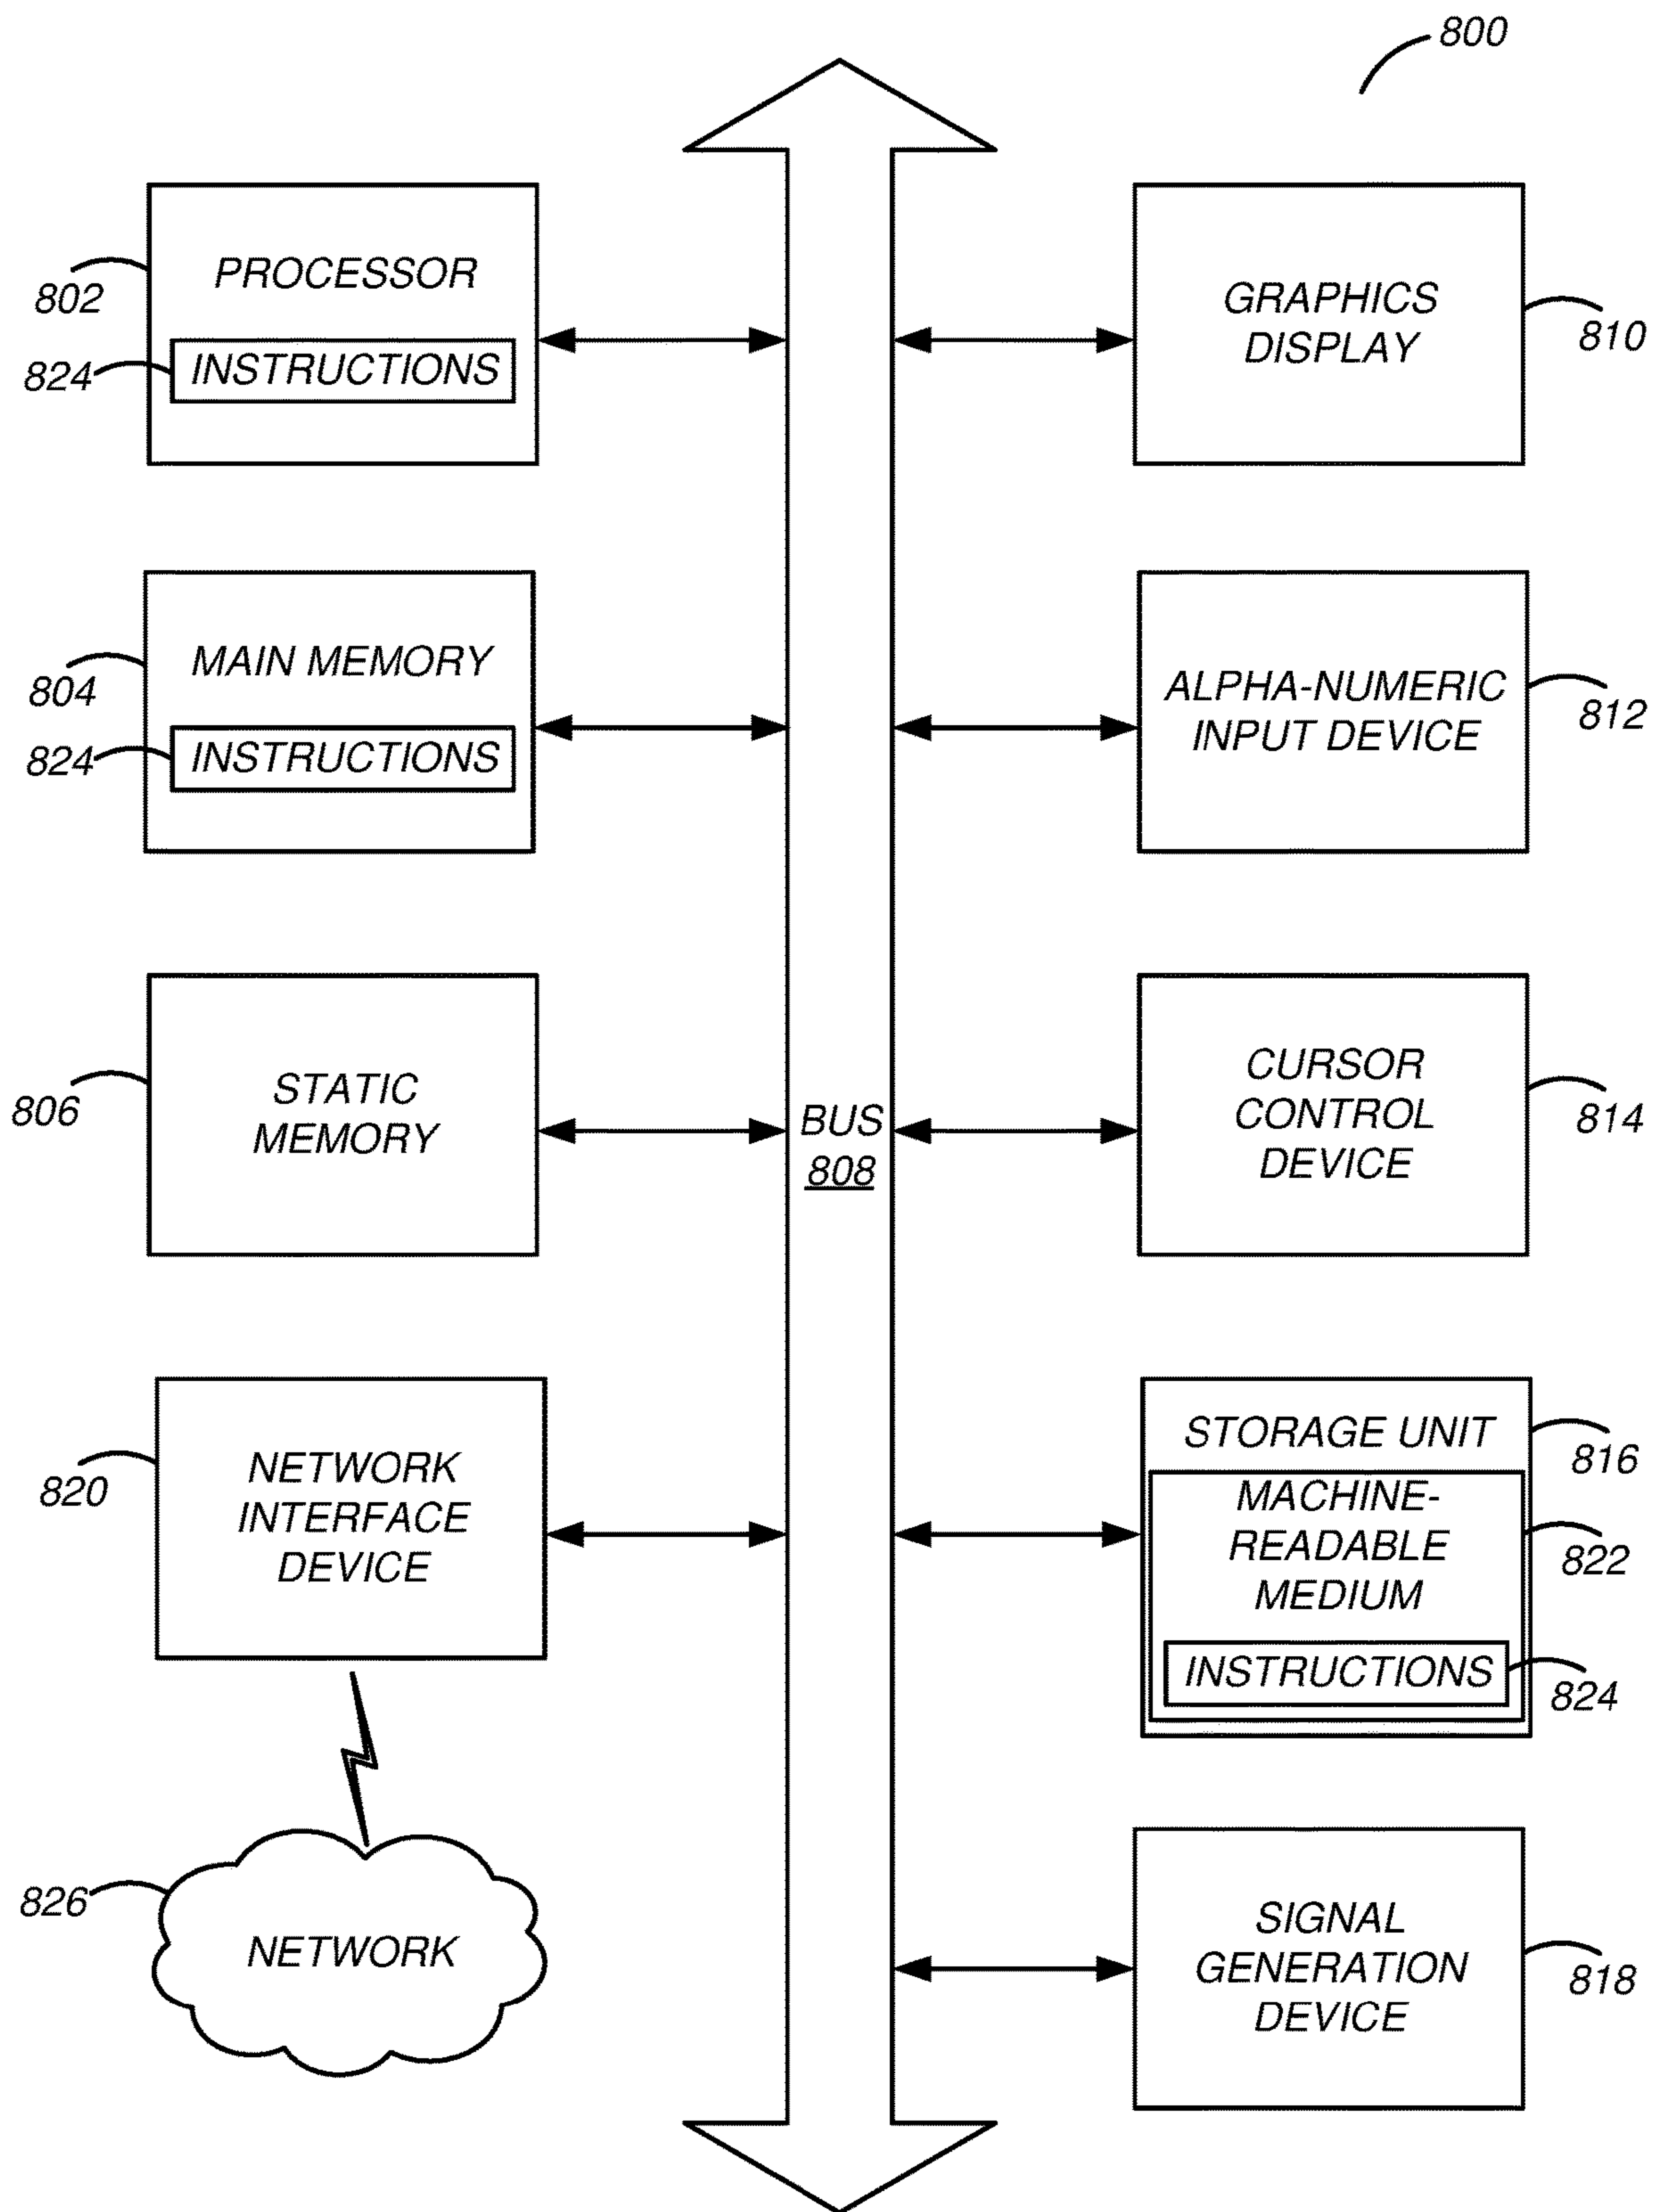 800
PROCESSOR
802
824
INSTRUCTIONS
GRAPHICS
DISPLAY
810
MAIN MEMORY
804
824
INSTRUCTIONS
ALPHA-NUMERIC
INPUT DEVICE
812
STATIC
MEMORY
806
BUS
808
CURSOR
CONTROL
DEVICE
814
NETWORK
INTERFACE
DEVICE
820
STORAGE UNIT
816
MACHINE-
READABLE
MEDIUM
822
INSTRUCTIONS
824
826
NETWORK
SIGNAL
GENERATION
DEVICE
818